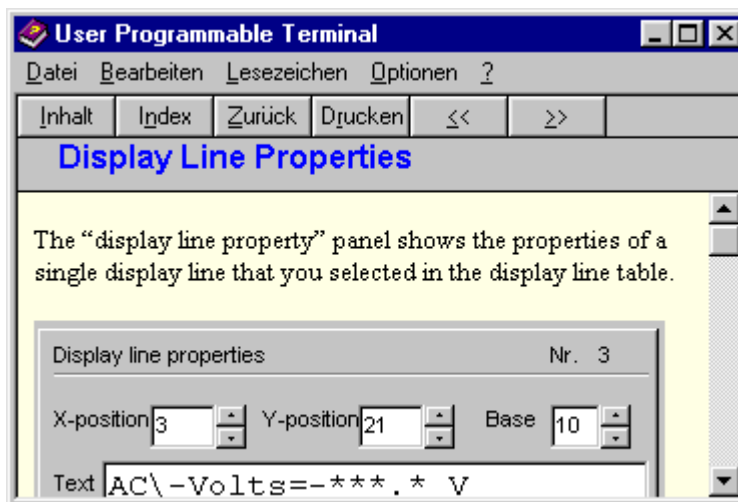 User Programmable Terminal
Datei Bearbeiten Lesezeichen Optionen ?
Inhalt Index Zurück Drucken << >>
Display Line Properties
The “display line property” panel shows the properties of a
single display line that you selected in the display line table.
Display line properties Nr. 3
X-position 3 Y-position 21 Base 10
Text AC\-Volts=-***.* V